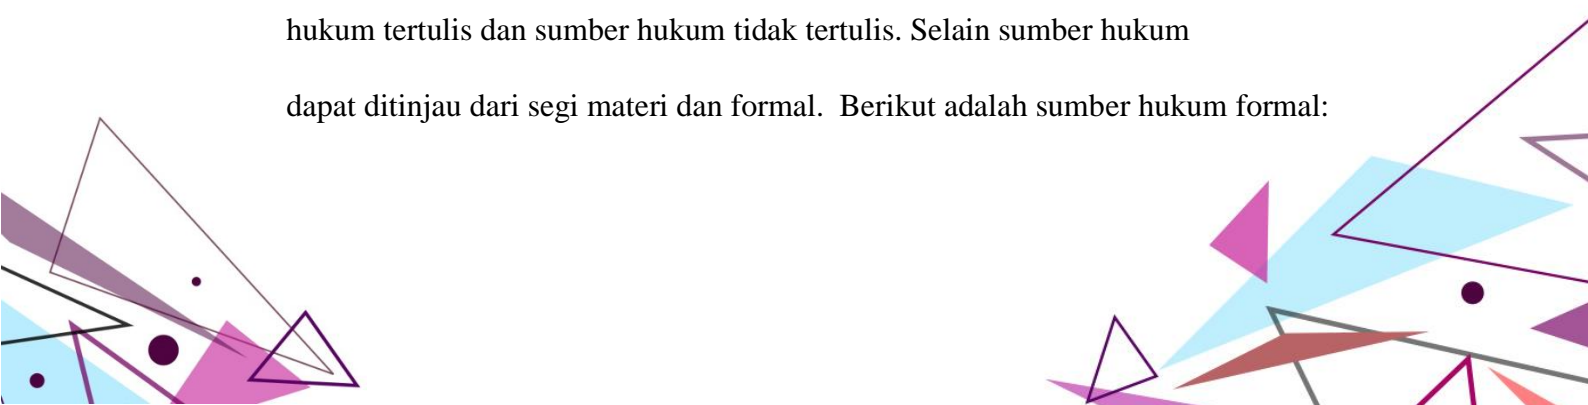 hukum tertulis dan sumber hukum tidak tertulis. Selain sumber hukum
dapat ditinjau dari segi materi dan formal.  Berikut adalah sumber hukum formal: